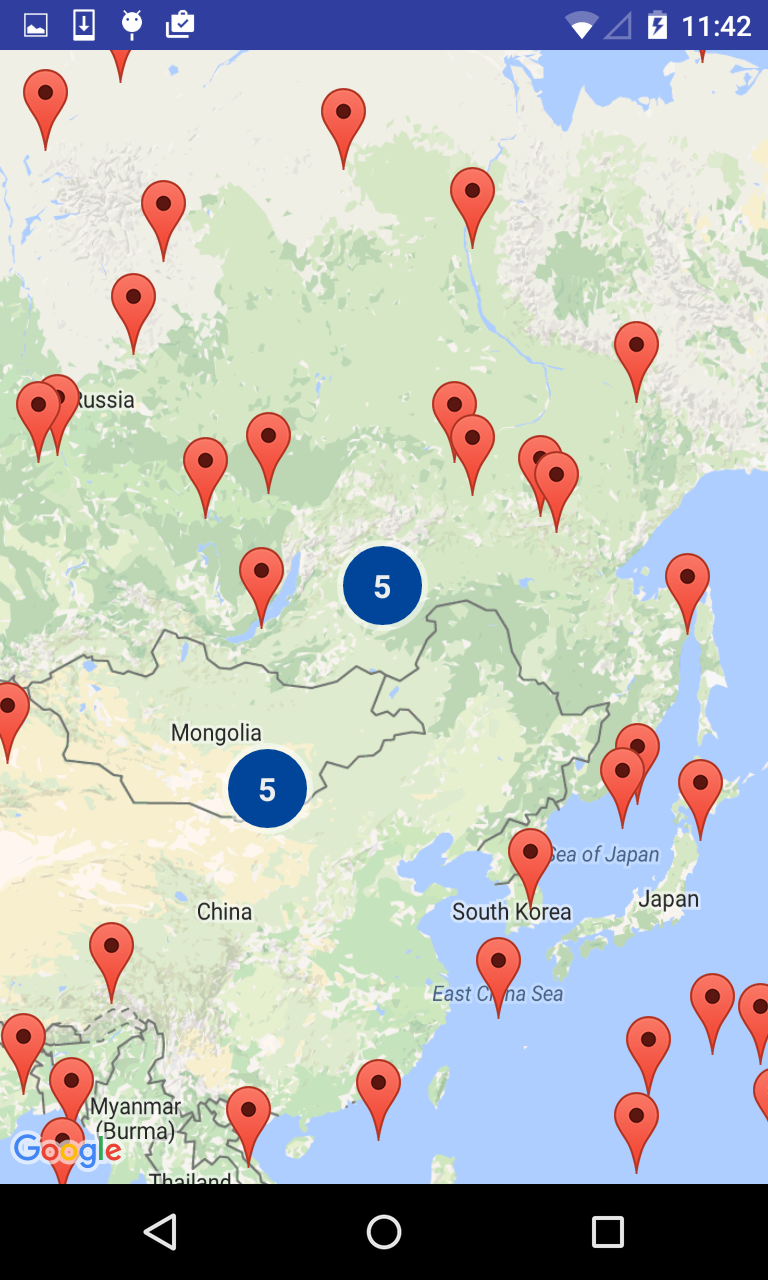 11:42
Russia
5
Mongolia
5
Sea of Japan
Japan
China
South Korea
East China Sea
Myanmar
(Burma)
Google
Thailand